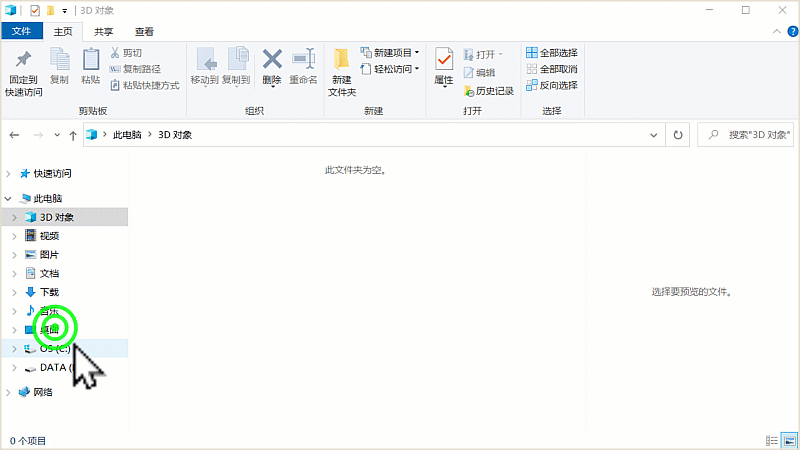 3D 对象
文件 主页 共享 查看
固定到
快速访问
复制
粘贴
剪切
复制路径
粘贴快捷方式
剪贴板
移动到 复制到 删除 重命名
组织
新建
文件夹
新建项目
轻松访问
新建
属性
打开
编辑
历史记录
打开
全部选择
全部取消
反向选择
选择
此电脑 3D 对象
搜索"3D 对象"
快速访问
此电脑
3D 对象
视频
图片
文档
下载
音乐
桌面
OS (C:)
DATA (
网络
此文件夹为空。
选择要预览的文件。
0 个项目